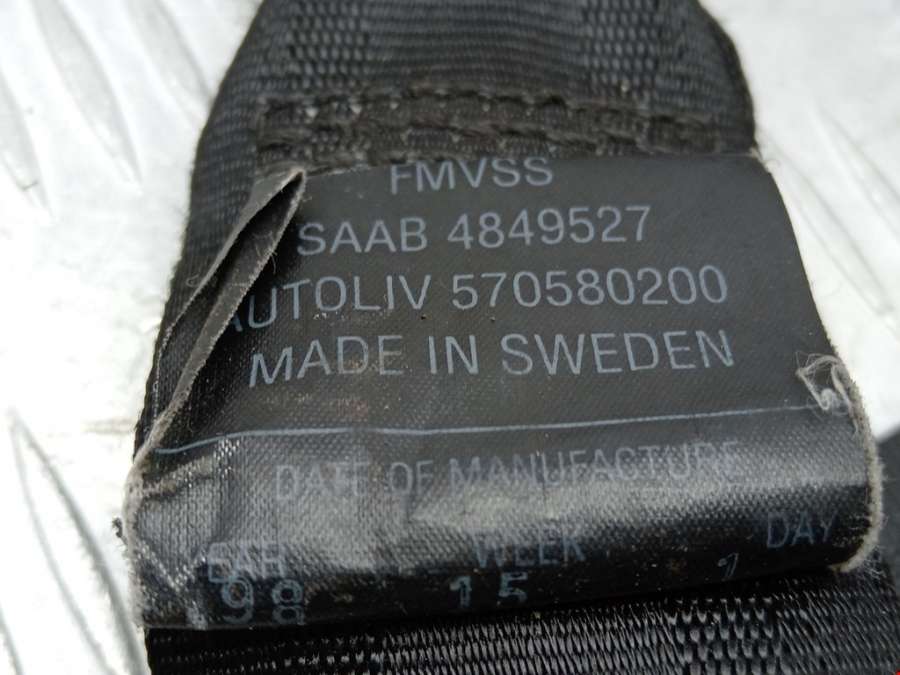 FMVSS
SAAB 4849527
AUTOLIV 570580200
MADE IN SWEDEN
DATE OF MANUFACTURE
YEAR WEEK DAY
98 15 1